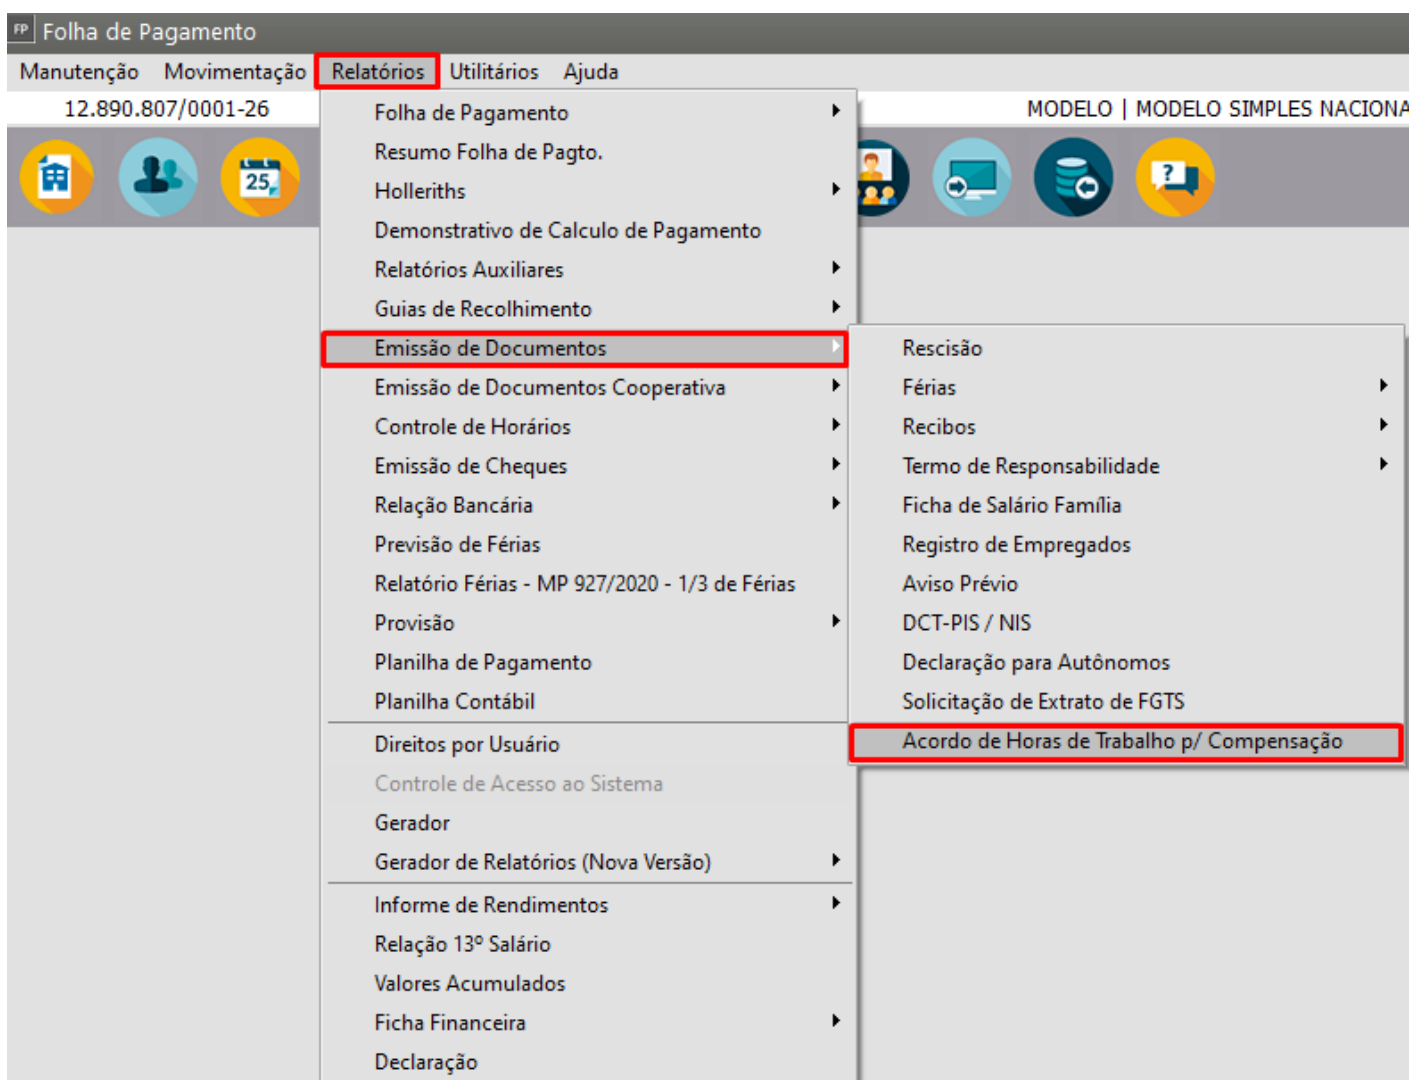 FP Folha de Pagamento
Manutenção Movimentação Relatórios Utilitários Ajuda
12.890.807/0001-26 MODELO | MODELO SIMPLES NACIONA
25
?
Folha de Pagamento
Resumo Folha de Pagto.
Holleriths
Demonstrativo de Calculo de Pagamento
Relatórios Auxiliares
Guias de Recolhimento
Emissão de Documentos
Emissão de Documentos Cooperativa
Controle de Horários
Emissão de Cheques
Relação Bancária
Previsão de Férias
Relatório Férias - MP 927/2020 - 1/3 de Férias
Provisão
Planilha de Pagamento
Planilha Contábil
Direitos por Usuário
Controle de Acesso ao Sistema
Gerador
Gerador de Relatórios (Nova Versão)
Informe de Rendimentos
Relação 13º Salário
Valores Acumulados
Ficha Financeira
Declaração
Rescisão
Férias
Recibos
Termo de Responsabilidade
Ficha de Salário Família
Registro de Empregados
Aviso Prévio
DCT-PIS / NIS
Declaração para Autônomos
Solicitação de Extrato de FGTS
Acordo de Horas de Trabalho p/ Compensação